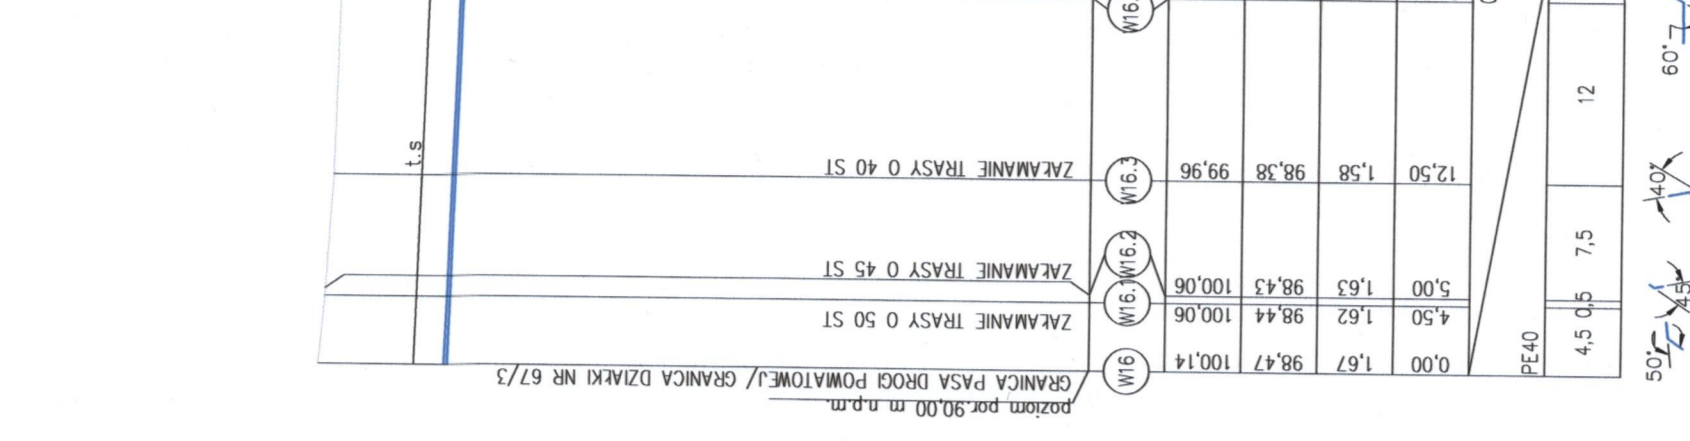 t.s
W16.
ZAŁAMANIE TRASY O 40 ST
W16.3
99,96
98,38
1,58
12,50
ZAŁAMANIE TRASY O 45 ST
W16.2
100,06
98,43
1,63
5,00
ZAŁAMANIE TRASY O 50 ST
W16.1
100,06
98,44
1,62
4,50
GRANICA PASA DROGI POWIATOWEJ/ GRANICA DZIAŁKI NR 67/3
W16
100,14
98,47
1,67
0,00
poziom por.90,00 m n.p.m.
PE40
4,5
0,5
7,5
12
50°
45°
40°
60°